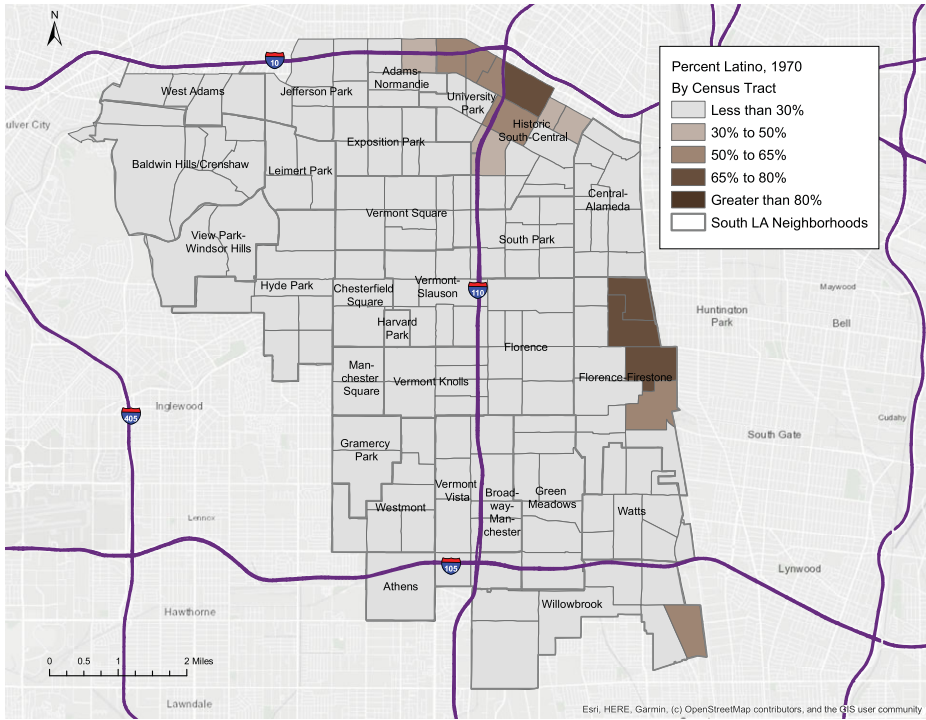 N
Percent Latino, 1970
By Census Tract
Less than 30%
30% to 50%
50% to 65%
65% to 80%
Greater than 80%
South LA Neighborhoods
10
West Adams
Jefferson Park
Adams-
Normandie
University
Park
Historic
South-Central
ulver City
Exposition Park
Baldwin Hills/Crenshaw
Leimert Park
Central-
Alameda
Vermont Square
View Park-
Windsor Hills
South Park
Hyde Park
Chesterfield
Square
Vermont-
Slauson
110
Maywood
Huntington
Park
Bell
Harvard
Park
Florence
Man-
chester
Square
Vermont Knolls
Florence-Firestone
Inglewood
405
Cudahy
South Gate
Gramercy
Park
Vermont
Vista
Broad-
way-
Man-
chester
Green
Meadows
Westmont
Watts
Lennox
105
Lynwood
Athens
Willowbrook
Hawthorne
0 0.5 1 2 Miles
Lawndale
Esri, HERE, Garmin, (c) OpenStreetMap contributors, and the GIS user community